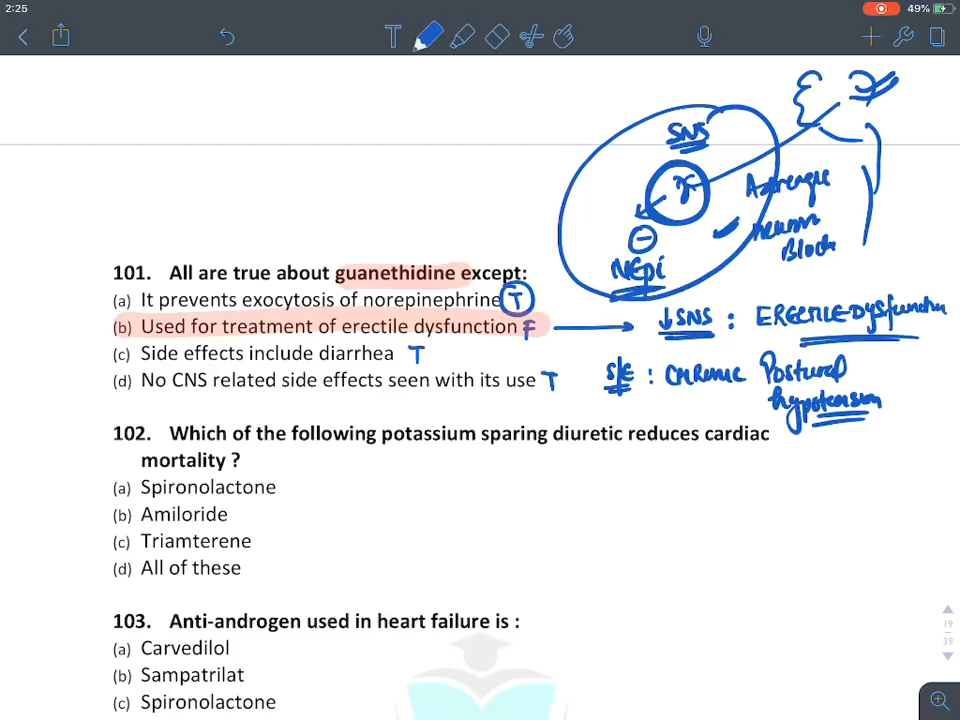 2:25
49%
T
SNS
Adrenergic
Neuron
Block
101. All are true about guanethidine except:
NEpi
(a) It prevents exocytosis of norepinephrine T
(b) Used for treatment of erectile dysfunction F
↓SNS : ERECTILE-Dysfunction
(c) Side effects include diarrhea T
(d) No CNS related side effects seen with its use T
S/E : CHRONIC Postural
hypotension
102. Which of the following potassium sparing diuretic reduces cardiac
mortality ?
(a) Spironolactone
(b) Amiloride
(c) Triamterene
(d) All of these
103. Anti-androgen used in heart failure is :
(a) Carvedilol
(b) Sampatrilat
(c) Spironolactone
19
39